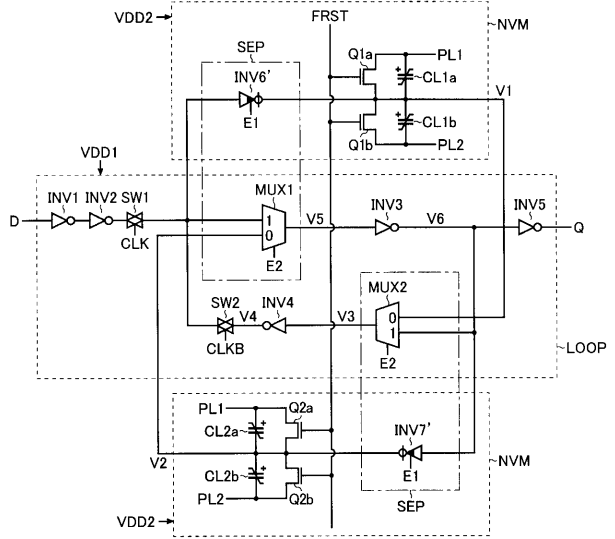 VDD2
FRST
NVM
SEP
Q1a
PL1
INV6'
CL1a
V1
E1
CL1b
Q1b
PL2
VDD1
INV1
INV2
SW1
MUX1
INV3
INV5
D
1
V5
V6
Q
0
CLK
E2
MUX2
SW2
INV4
V4
V3
0
1
CLKB
E2
LOOP
PL1
Q2a
CL2a
INV7'
V2
NVM
CL2b
E1
PL2
Q2b
SEP
VDD2